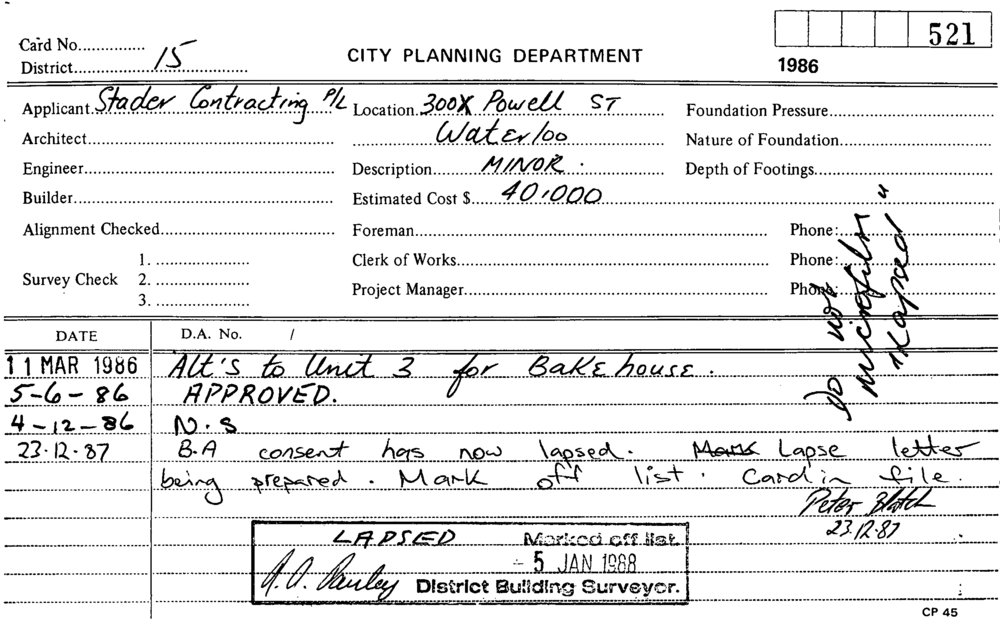 Card No............... 521
District.......15.......
CITY PLANNING DEPARTMENT
1986
Applicant Stader Contracting P/L Location 300X Powell ST Foundation Pressure
Architect Waterloo Nature of Foundation
Engineer Description MINOR. Depth of Footings
Builder Estimated Cost $ 40,000
Alignment Checked Foreman Phone:
1. Clerk of Works Phone:
Survey Check 2.
Project Manager Phone:
3.
Do not
microfilm
"lapsed"
DATE D.A. No. /
11 MAR 1986 Alt's to Unit 3 for BakEhouse.
5-6-86 APPROVED.
4-12-86 N.S
23.12.87 B.A consent has now lapsed. Mark Lapse letter
being prepared. Mark off list. Card in file.
Peter Blatch
23.12.87
LAPSED Marked off list.
- 5 JAN 1988
District Building Surveyor.
CP 45